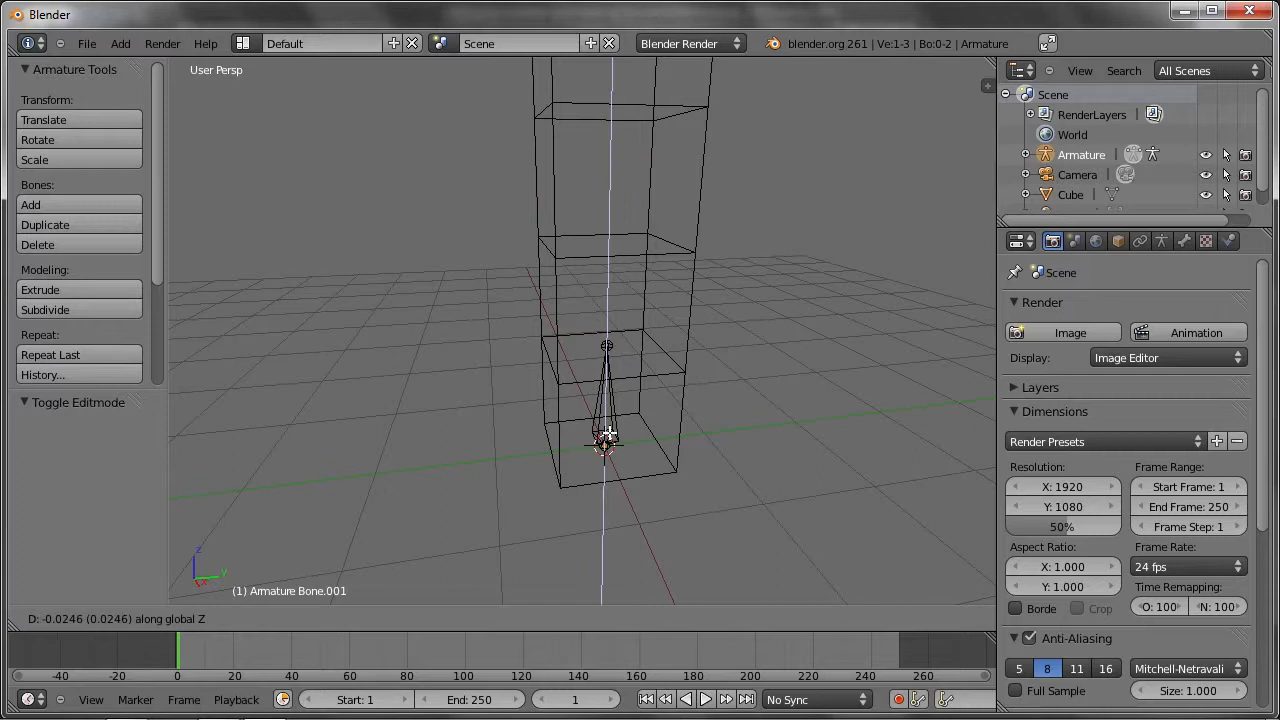 Blender
File Add Render Help Default Scene Blender Render blender.org 261 | Ve:1-3 | Bo:0-2 | Armature
Armature Tools
Transform:
Translate
Rotate
Scale
Bones:
Add
Duplicate
Delete
Modeling:
Extrude
Subdivide
Repeat:
Repeat Last
History...
Toggle Editmode
User Persp
z
y
x
(1) Armature Bone.001
D: -0.0246 (0.0246) along global Z
View Search All Scenes
Scene
RenderLayers |
World
Armature |
Camera |
Cube |
Scene
Render
Image Animation
Display: Image Editor
Layers
Dimensions
Render Presets
Resolution: Frame Range:
X: 1920 Start Frame: 1
Y: 1080 End Frame: 250
50% Frame Step: 1
Aspect Ratio: Frame Rate:
X: 1.000 24 fps
Y: 1.000 Time Remapping:
Borde Crop O: 100 N: 100
Anti-Aliasing
5 8 11 16 Mitchell-Netravali
Full Sample Size: 1.000
-40 -20 0 20 40 60 80 100 120 140 160 180 200 220 240 260
View Marker Frame Playback Start: 1 End: 250 1 No Sync